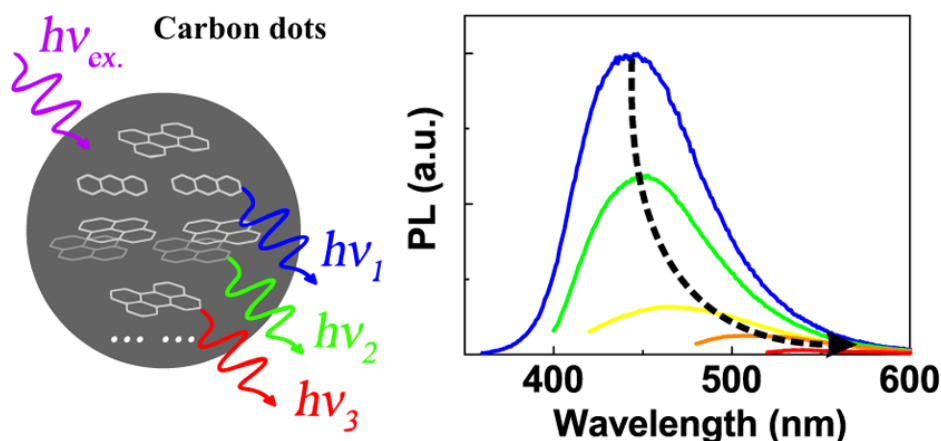 Carbon dots
hν_ex.
hν_1
hν_2
hν_3
... ...
PL (a.u.)
400 500 600
Wavelength (nm)